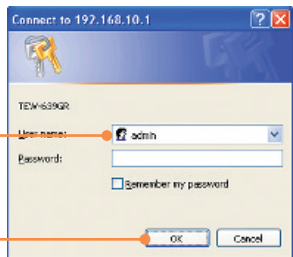 Connect to 192.168.10.1
TEW-639GR
User name:
admin
Password:
Remember my password
OK
Cancel